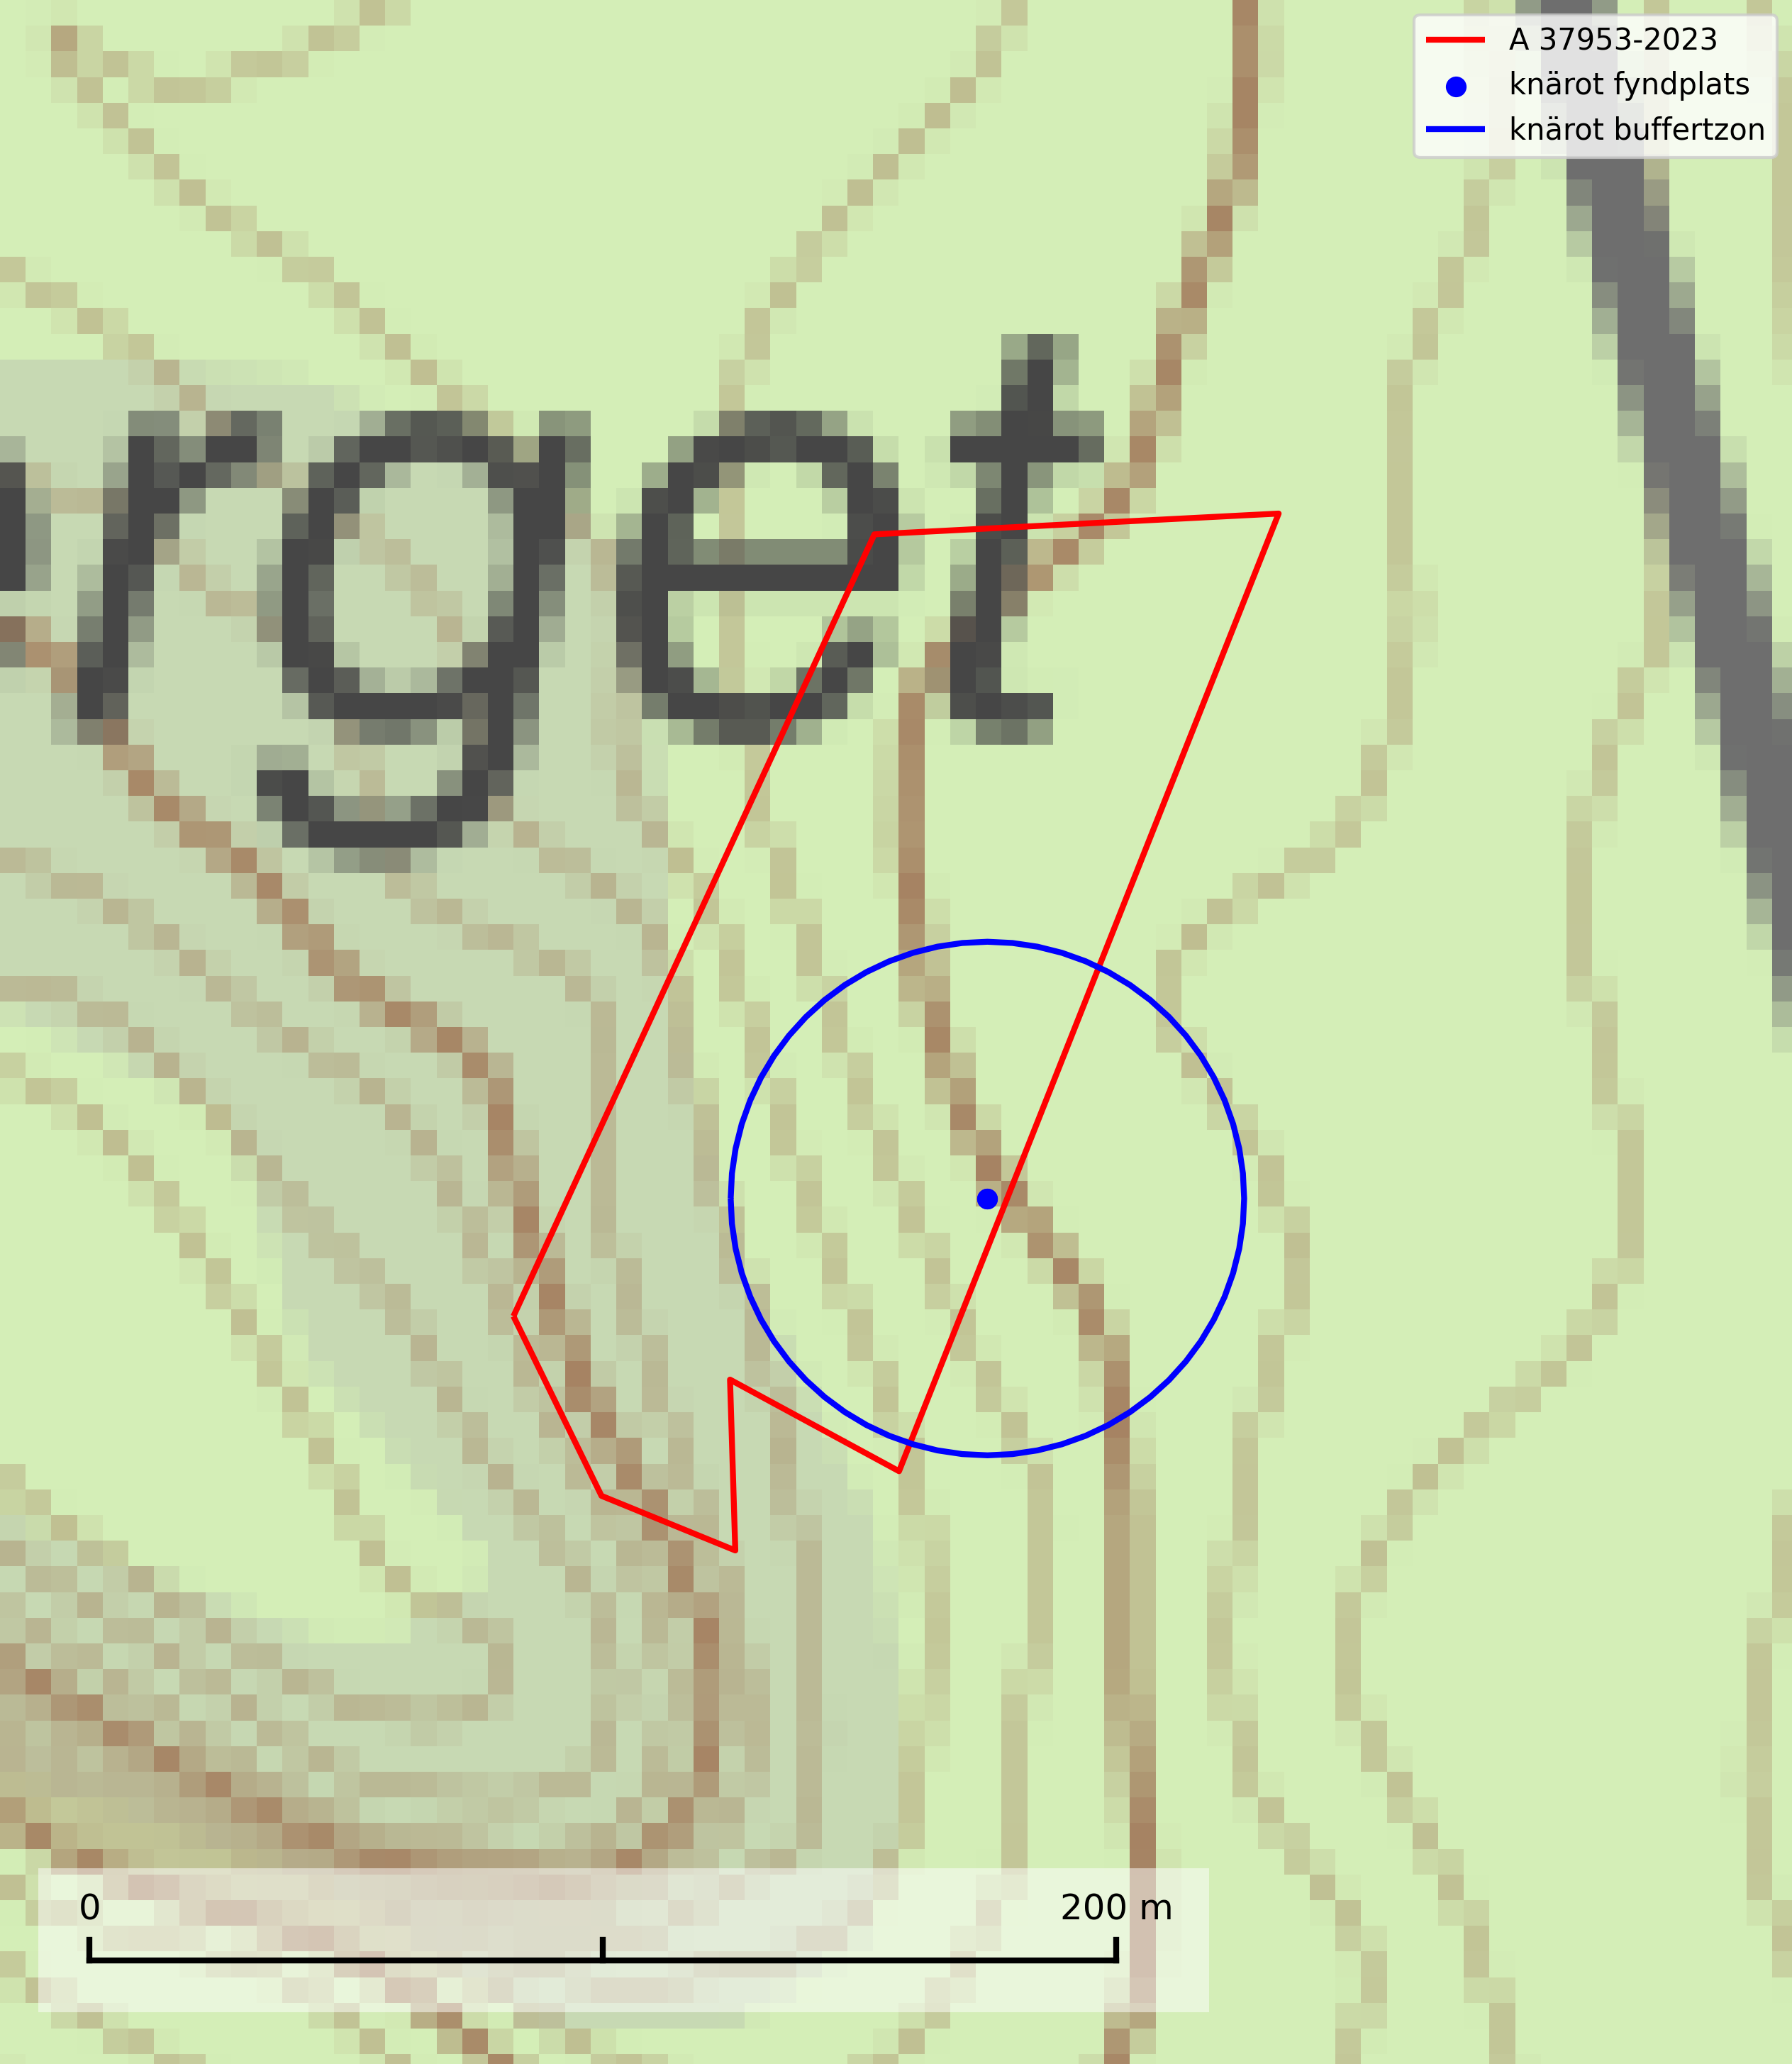 A 37953-2023
knärot fyndplats
knärot buffertzon
rget
0 200 m